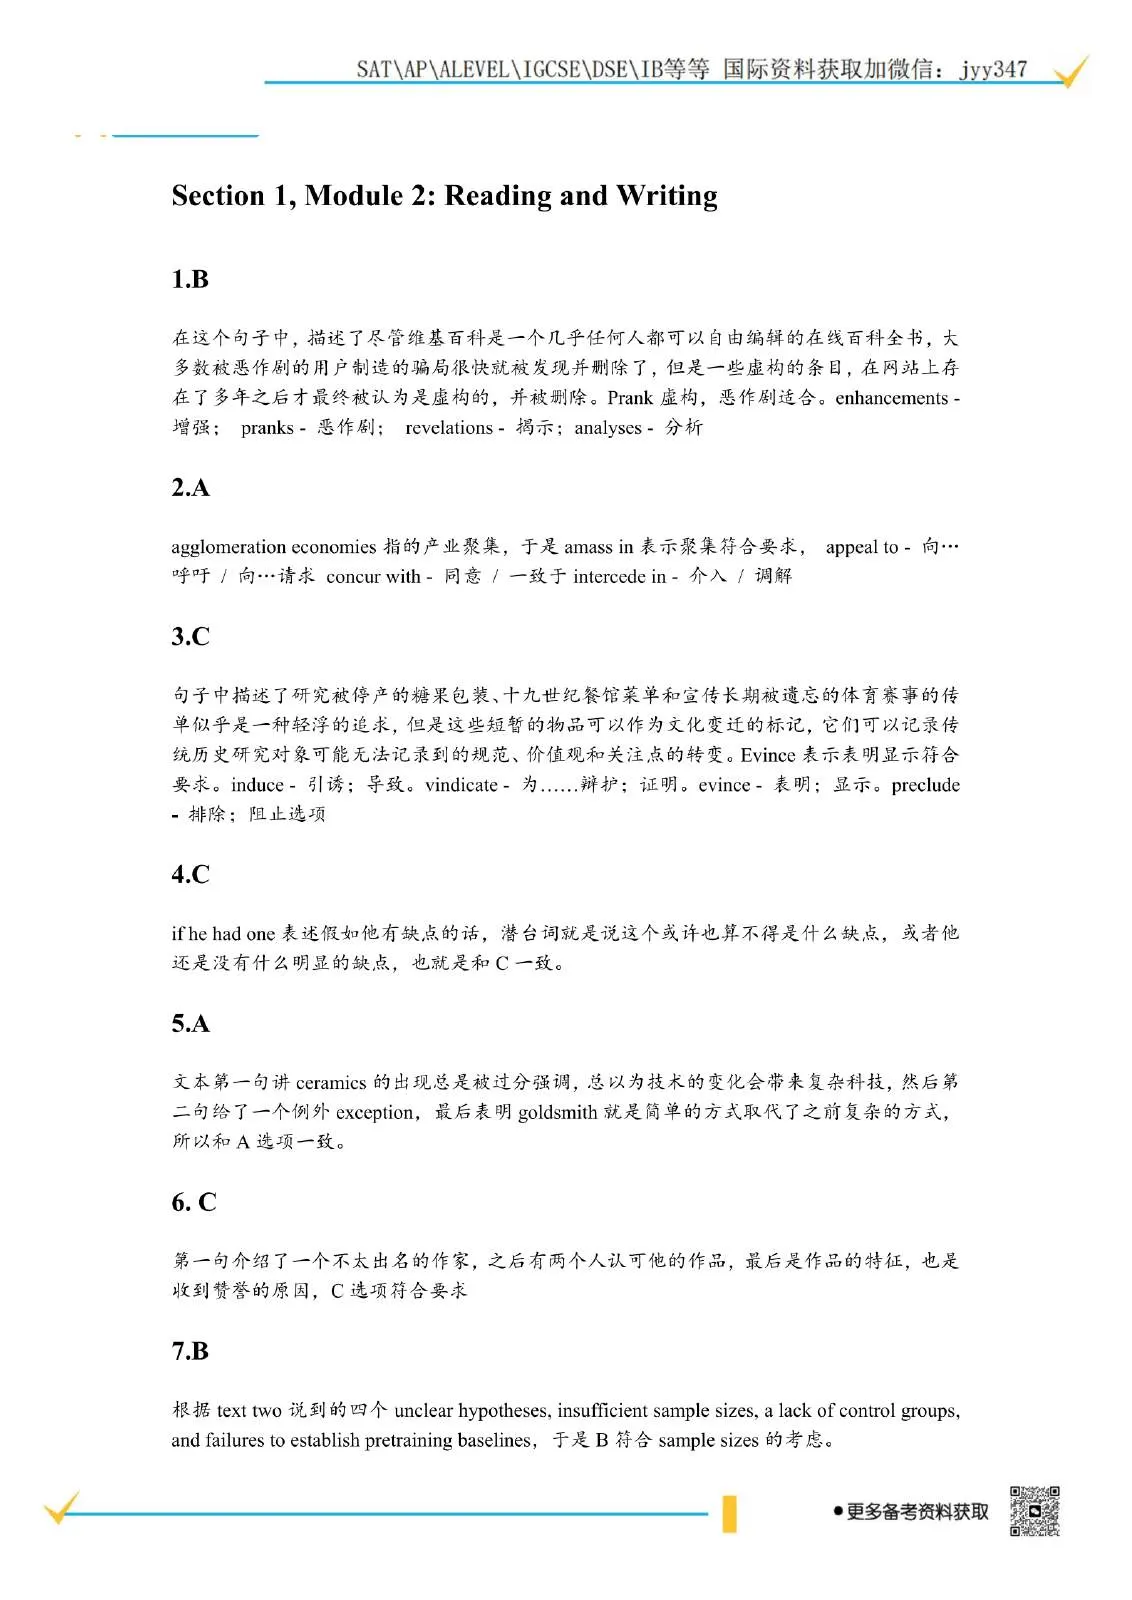 SAT\AP\ALEVEL\IGCSE\DSE\IB等等 国际资料获取加微信：jyy347
Section 1, Module 2: Reading and Writing
1.B
在这个句子中，描述了尽管维基百科是一个几乎任何人都可以自由编辑的在线百科全书，大
多数被恶作剧的用户制造的骗局很快就被发现并删除了，但是一些虚构的条目，在网站上存
在了多年之后才最终被认为是虚构的，并被删除。Prank 虚构，恶作剧适合。enhancements -
增强； pranks - 恶作剧； revelations - 揭示；analyses - 分析
2.A
agglomeration economies 指的产业聚集，于是 amass in 表示聚集符合要求， appeal to - 向…
呼吁 / 向…请求 concur with - 同意 / 一致于 intercede in - 介入 / 调解
3.C
句子中描述了研究被停产的糖果包装、十九世纪餐馆菜单和宣传长期被遗忘的体育赛事的传
单似乎是一种轻浮的追求，但是这些短暂的物品可以作为文化变迁的标记，它们可以记录传
统历史研究对象可能无法记录到的规范、价值观和关注点的转变。Evince 表示表明显示符合
要求。induce - 引诱；导致。vindicate - 为……辩护；证明。evince - 表明；显示。preclude
- 排除；阻止选项
4.C
if he had one 表述假如他有缺点的话，潜台词就是说这个或许也算不得是什么缺点，或者他
还是没有什么明显的缺点，也就是和 C 一致。
5.A
文本第一句讲 ceramics 的出现总是被过分强调，总以为技术的变化会带来复杂科技，然后第
二句给了一个例外 exception，最后表明 goldsmith 就是简单的方式取代了之前复杂的方式，
所以和 A 选项一致。
6. C
第一句介绍了一个不太出名的作家，之后有两个人认可他的作品，最后是作品的特征，也是
收到赞誉的原因，C 选项符合要求
7.B
根据 text two 说到的四个 unclear hypotheses, insufficient sample sizes, a lack of control groups,
and failures to establish pretraining baselines，于是 B 符合 sample sizes 的考虑。
●更多备考资料获取